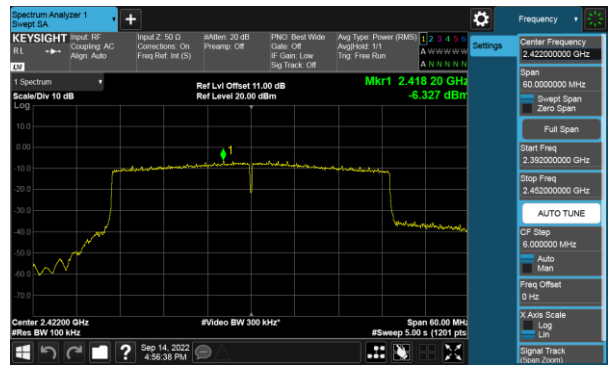 Spectrum Analyzer 1
Swept SA
Frequency
KEYSIGHT
RL
Input: RF
Coupling: AC
Align: Auto
Input Z: 50 Ω
Corrections: On
Freq Ref: Int (S)
#Atten: 20 dB
Preamp: Off
PNO: Best Wide
Gate: Off
IF Gain: Low
Sig Track: Off
Avg Type: Power (RMS)
Avg|Hold: 1/1
Trig: Free Run
1 2 3 4 5 6
A W W W W W
A N N N N N
Settings
1 Spectrum
Scale/Div 10 dB
Ref Lvl Offset 11.00 dB
Ref Level 20.00 dBm
Mkr1 2.418 20 GHz
-6.327 dBm
Log
10.0
0.00
-10.0
-20.0
-30.0
-40.0
-50.0
-60.0
-70.0
1
Center 2.42200 GHz
#Res BW 100 kHz
#Video BW 300 kHz*
Span 60.00 MHz
#Sweep 5.00 s (1201 pts
Center Frequency
2.422000000 GHz
Span
60.0000000 MHz
Swept Span
Zero Span
Full Span
Start Freq
2.392000000 GHz
Stop Freq
2.452000000 GHz
AUTO TUNE
CF Step
6.000000 MHz
Auto
Man
Freq Offset
0 Hz
X Axis Scale
Log
Lin
Signal Track
(Span Zoom)
Sep 14, 2022
4:56:38 PM